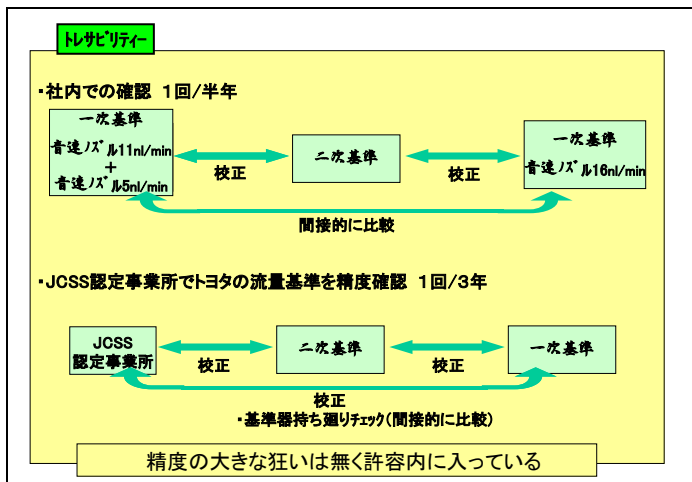 トレサビリティー
・社内での確認 1回/半年
一次基準
音速ノズル11nl/min
+
音速ノズル5nl/min
校正
二次基準
校正
一次基準
音速ノズル16nl/min
間接的に比較
・JCSS認定事業所でトヨタの流量基準を精度確認 1回/3年
JCSS
認定事業所
校正
二次基準
校正
一次基準
校正
・基準器持ち廻りチェック(間接的に比較)
精度の大きな狂いは無く許容内に入っている